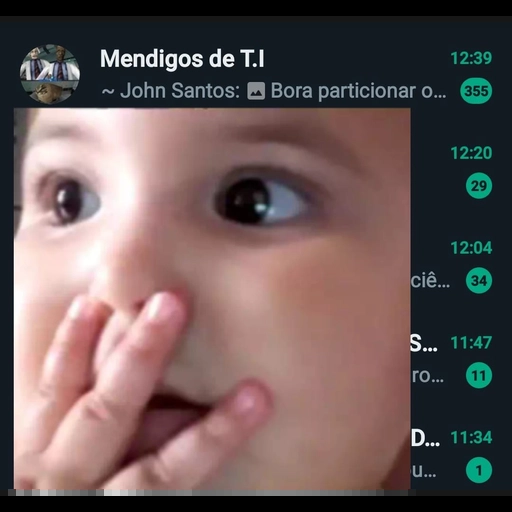 Mendigos de T.I
12:39
~ John Santos: Bora particionar o...
355
12:20
29
12:04
ciê...
34
S...
11:47
ro...
11
D...
11:34
u...
1